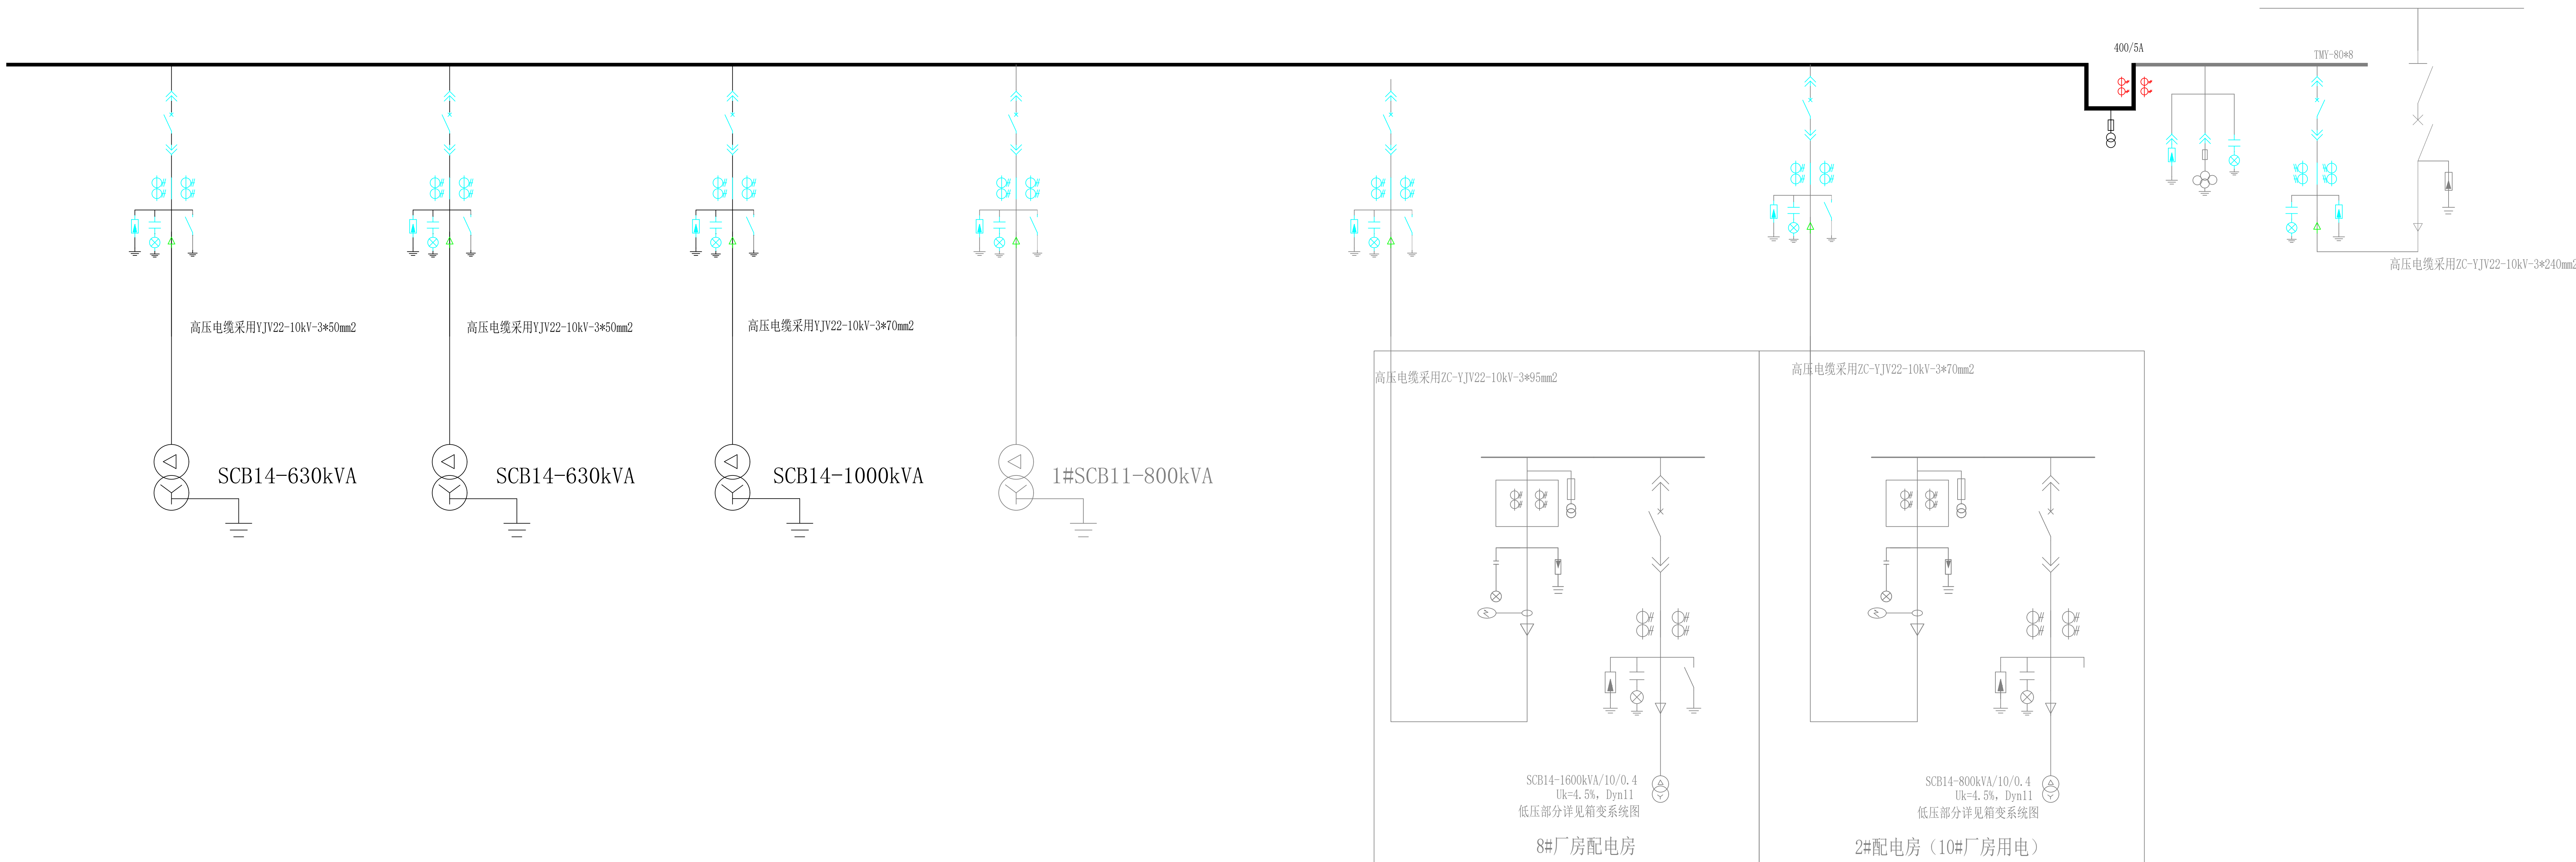 400/5A
TMY-80*8
高压电缆采用ZC-YJV22-10kV-3*240mm2
高压电缆采用YJV22-10kV-3*50mm2
高压电缆采用YJV22-10kV-3*50mm2
高压电缆采用YJV22-10kV-3*70mm2
高压电缆采用ZC-YJV22-10kV-3*95mm2
高压电缆采用ZC-YJV22-10kV-3*70mm2
SCB14-630kVA
SCB14-630kVA
SCB14-1000kVA
1#SCB11-800kVA
SCB14-1600kVA/10/0.4
Uk=4.5%, Dyn11
低压部分详见箱变系统图
8#厂房配电房
SCB14-800kVA/10/0.4
Uk=4.5%, Dyn11
低压部分详见箱变系统图
2#配电房（10#厂房用电）